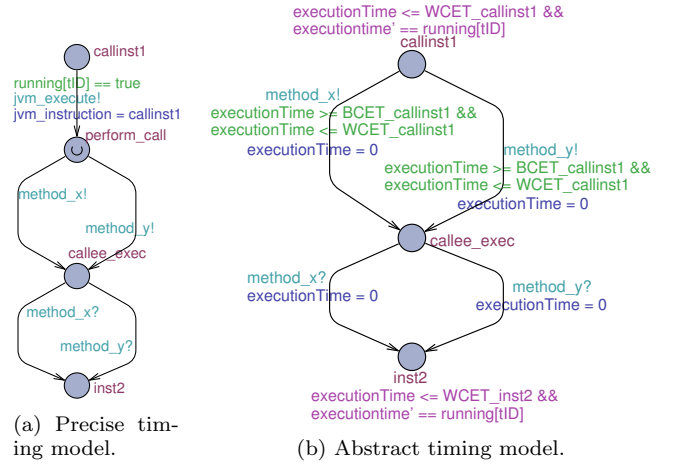 callinst1
running[tID] == true
jvm_execute!
jvm_instruction = callinst1
perform_call
method_x!
method_y!
callee_exec
method_x?
method_y?
inst2
(a) Precise tim-
ing model.
executionTime <= WCET_callinst1 &&
executiontime' == running[tID]
callinst1
method_x!
executionTime >= BCET_callinst1 &&
executionTime <= WCET_callinst1
executionTime = 0
method_y!
executionTime >= BCET_callinst1 &&
executionTime <= WCET_callinst1
executionTime = 0
callee_exec
method_x?
executionTime = 0
method_y?
executionTime = 0
inst2
executionTime <= WCET_inst2 &&
executiontime' == running[tID]
(b) Abstract timing model.